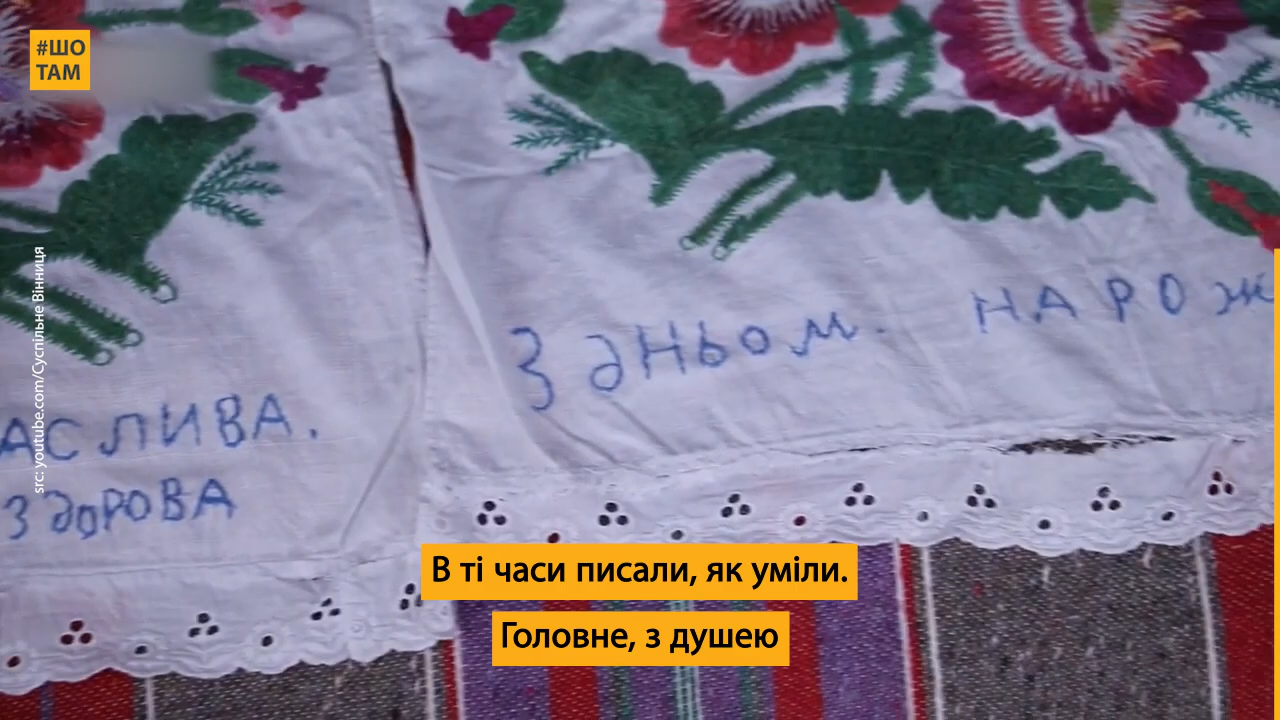 #ШО
ТАМ
src: youtube.com/Суспільне Вінниця
З дньом. НАРОЖ
АСЛИВА.
ЗдОРОВА
В ті часи писали, як уміли.
Головне, з душею